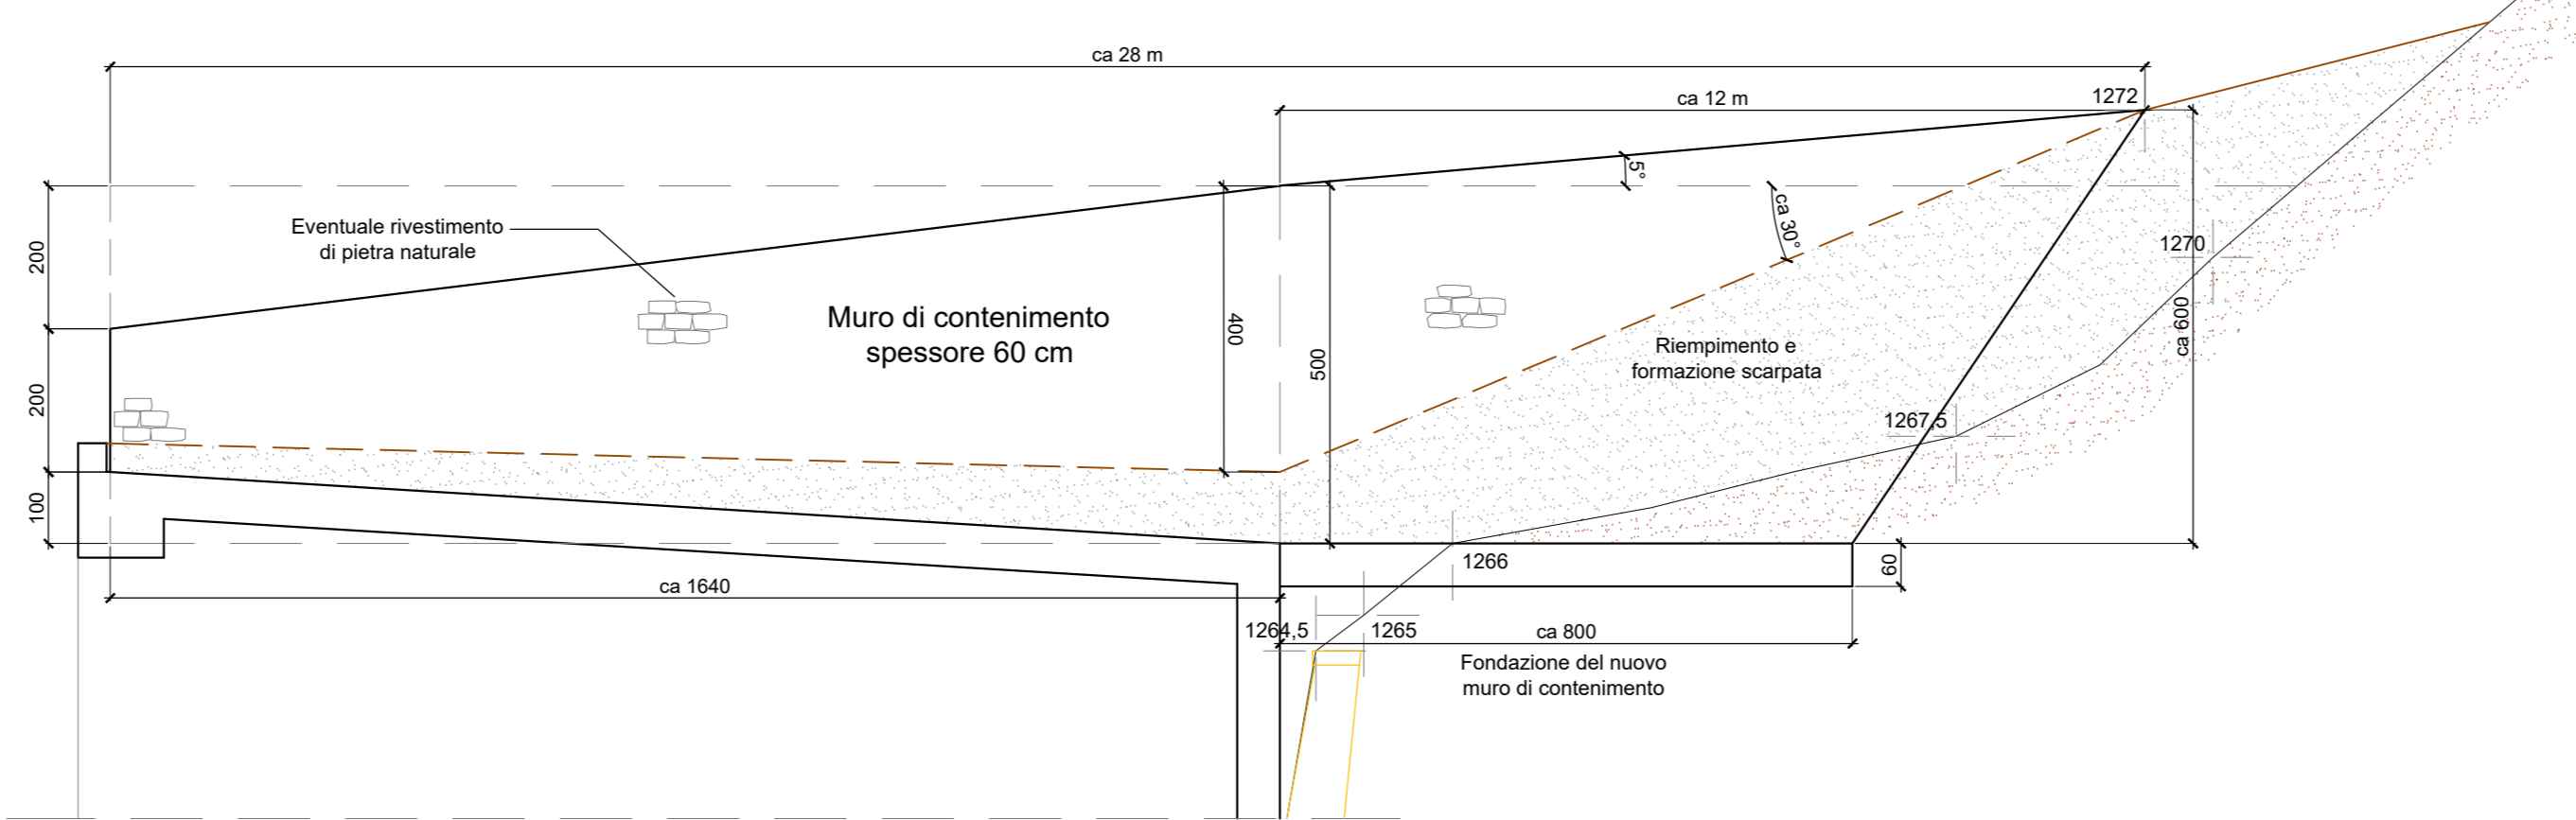 ca 28 m
ca 12 m
1272
5°
ca 30°
200
Eventuale rivestimento
di pietra naturale
1270
Muro di contenimento
spessore 60 cm
400
500
ca 600
Riempimento e
formazione scarpata
200
1267,5
100
1266
60
ca 1640
1264,5
1265
ca 800
Fondazione del nuovo
muro di contenimento